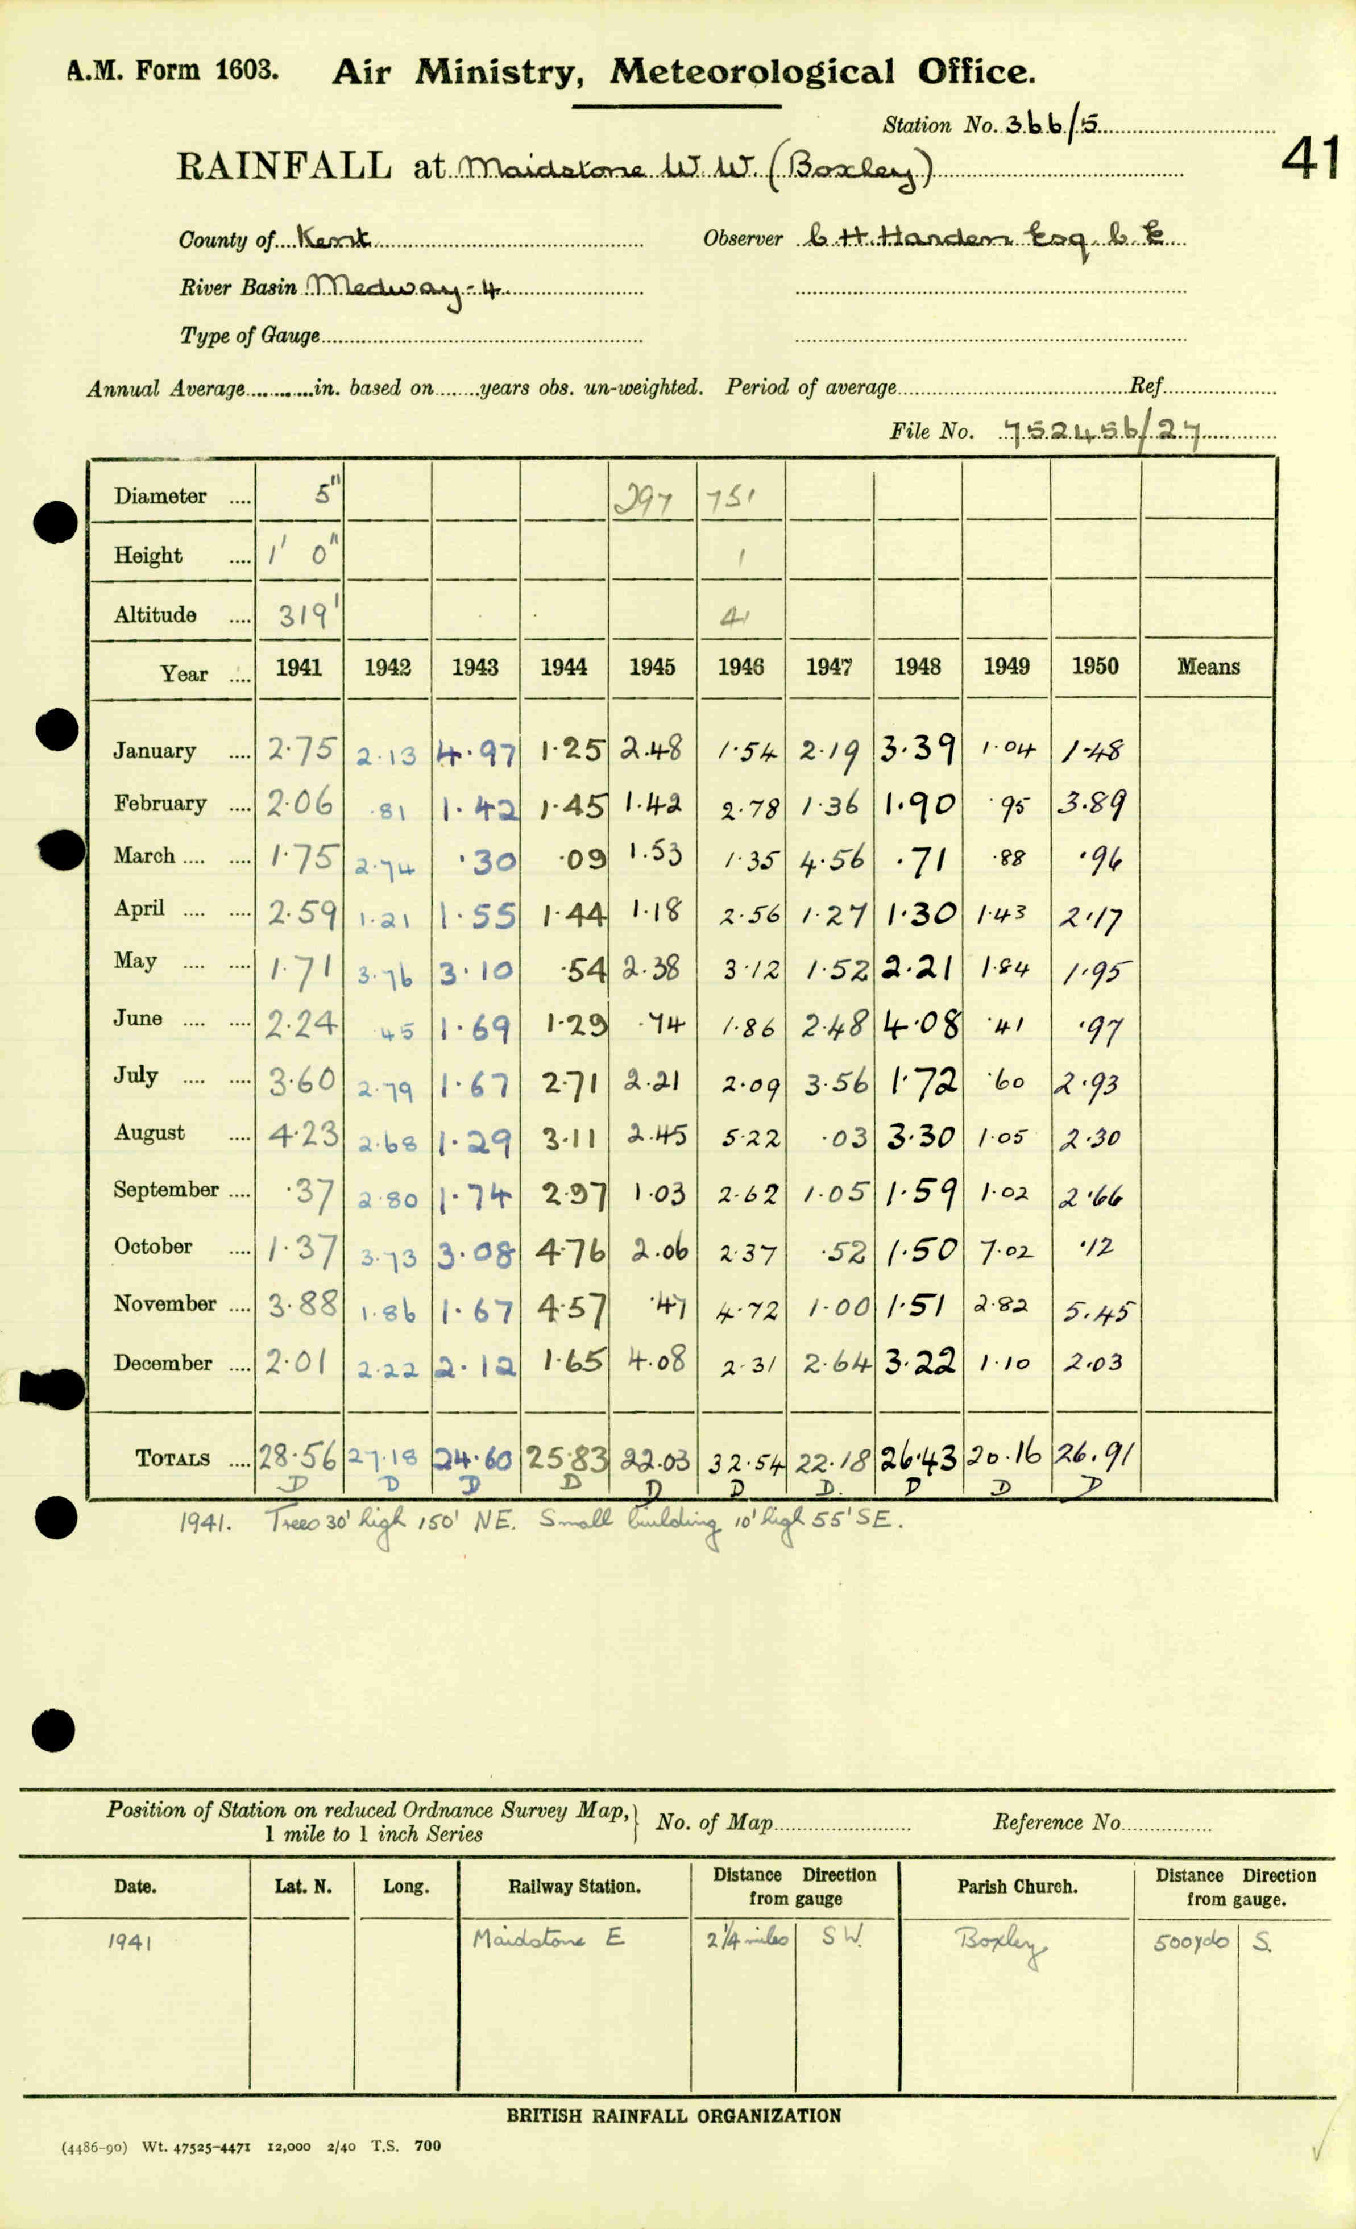 A.M. Form 1603. Air Ministry, Meteorological Office.
Station No. 366/5
41
RAINFALL at Maidstone W.W. (Boxley)
County of Kent Observer C.H. Harden Esq. C.E.
River Basin Medway-4
Type of Gauge
Annual Average in. based on years obs. un-weighted. Period of average Ref.
File No. 752456/27
Diameter 5" 297 751
Height 1' 0" 1
Altitude 319' 41
Year 1941 1942 1943 1944 1945 1946 1947 1948 1949 1950 Means
January 2.75 2.13 4.97 1.25 2.48 1.54 2.19 3.39 1.04 1.48
February 2.06 .81 1.42 1.45 1.42 2.78 1.36 1.90 .95 3.89
March 1.75 2.74 .30 .09 1.53 1.35 4.56 .71 .88 .96
April 2.59 1.21 1.55 1.44 1.18 2.56 1.27 1.30 1.43 2.17
May 1.71 3.76 3.10 .54 2.38 3.12 1.52 2.21 1.84 1.95
June 2.24 .45 1.69 1.29 .74 1.86 2.48 4.08 .41 .97
July 3.60 2.79 1.67 2.71 2.21 2.09 3.56 1.72 .60 2.93
August 4.23 2.68 1.29 3.11 2.45 5.22 .03 3.30 1.05 2.30
September .37 2.80 1.74 2.97 1.03 2.62 1.05 1.59 1.02 2.66
October 1.37 3.73 3.08 4.76 2.06 2.37 .52 1.50 7.02 .12
November 3.88 1.86 1.67 4.57 .47 4.72 1.00 1.51 2.82 5.45
December 2.01 2.22 2.12 1.65 4.08 2.31 2.64 3.22 1.10 2.03
TOTALS 28.56 27.18 24.60 25.83 22.03 32.54 22.18 26.43 20.16 26.91
D D D D D D D. D D D
1941. Trees 30' high 150' NE. Small building 10' high 55' SE.
Position of Station on reduced Ordnance Survey Map,
1 mile to 1 inch Series
No. of Map Reference No.
Date. Lat. N. Long. Railway Station. Distance Direction from gauge Parish Church. Distance Direction from gauge.
1941 Maidstone E 2¼ miles S W. Boxley 500 yds S.
BRITISH RAINFALL ORGANIZATION
(4486-90) Wt. 47525-4471 12,000 2/40 T.S. 700